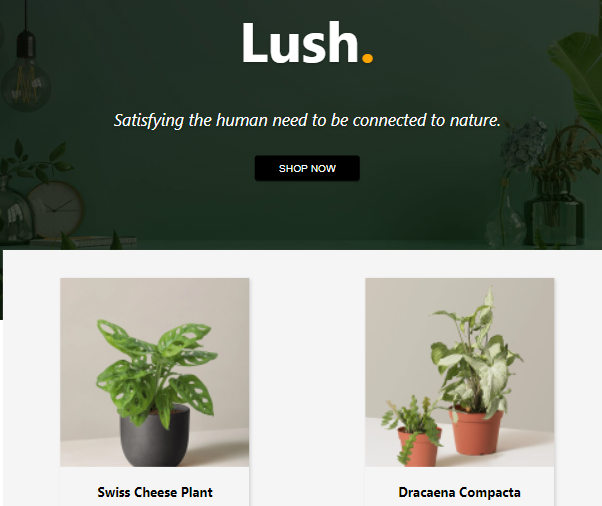 Lush.
Satisfying the human need to be connected to nature.
SHOP NOW
Swiss Cheese Plant
Dracaena Compacta